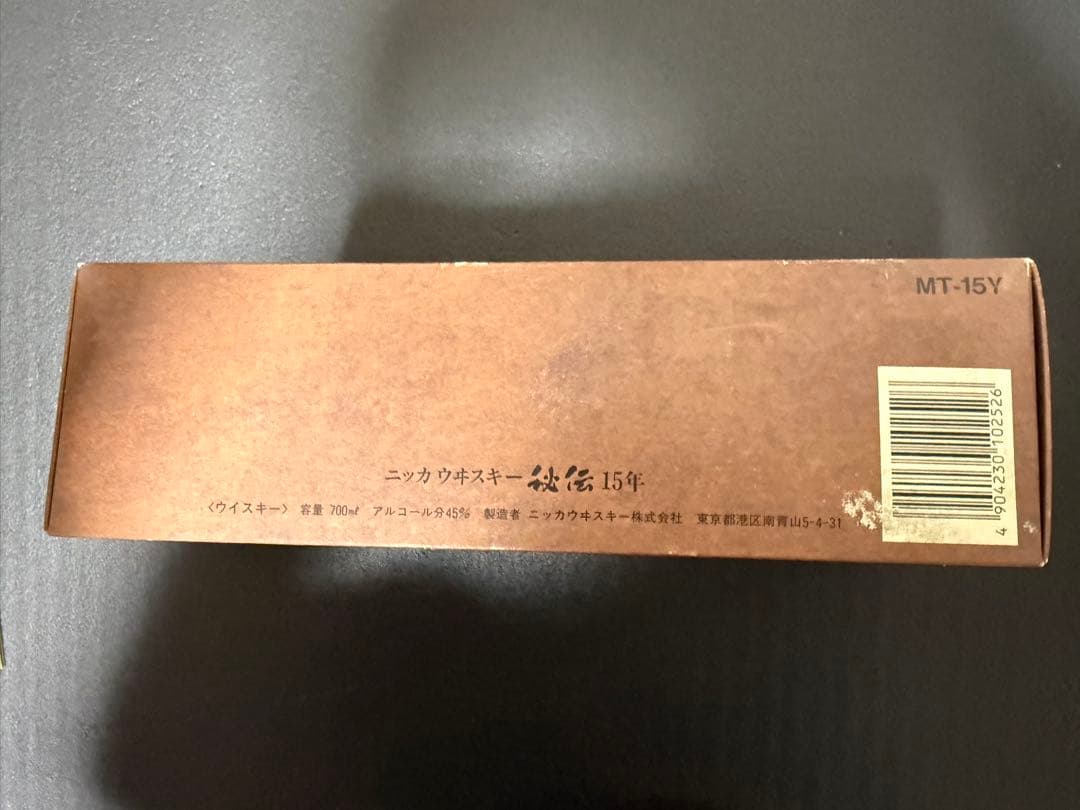 MT-15Y
ニッカ ウヰスキー 秘伝 15年
〈ウイスキー〉 容量 700㎖ アルコール分45% 製造者 ニッカウヰスキー株式会社 東京都港区南青山5-4-31
4 904230 102526